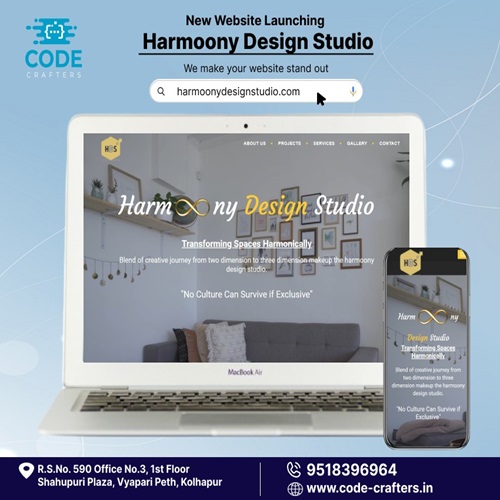 CODE
CRAFTERS
New Website Launching
Harmoony Design Studio
We make your website stand out
harmoonydesignstudio.com
HDS
ABOUT US • PROJECTS • SERVICES • GALLERY • CONTACT
Harmoony Design Studio
Transforming Spaces Harmonically
Blend of creative journey from two dimension to three dimension makeup the harmoony
design studio.
"No Culture Can Survive if Exclusive"
MacBook Air
HDS
Harmoony
Design Studio
Transforming Spaces
Harmonically
Blend of creative journey from
two dimension to three
dimension makeup the harmoony
design studio.
"No Culture Can Survive if
Exclusive"
R.S.No. 590 Office No.3, 1st Floor
Shahupuri Plaza, Vyapari Peth, Kolhapur
9518396964
www.code-crafters.in